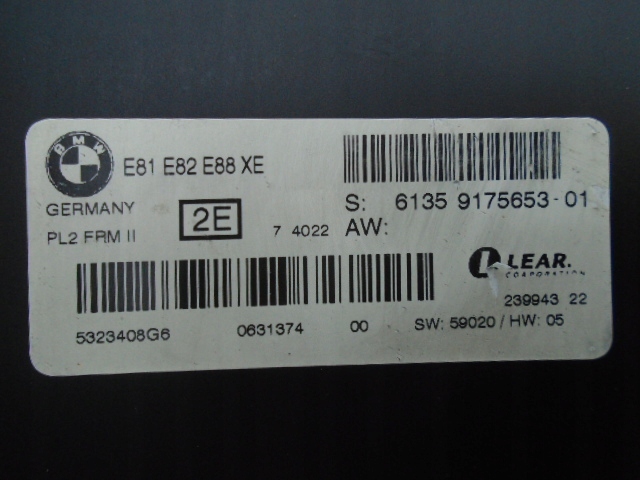 BMW
E81 E82 E88 XE
GERMANY
2E
PL2 FRM II
7 4022
S: 6135 9175653-01
AW:
LEAR.
CORPORATION
239943 22
5323408G6
0631374
00
SW: 59020 / HW: 05